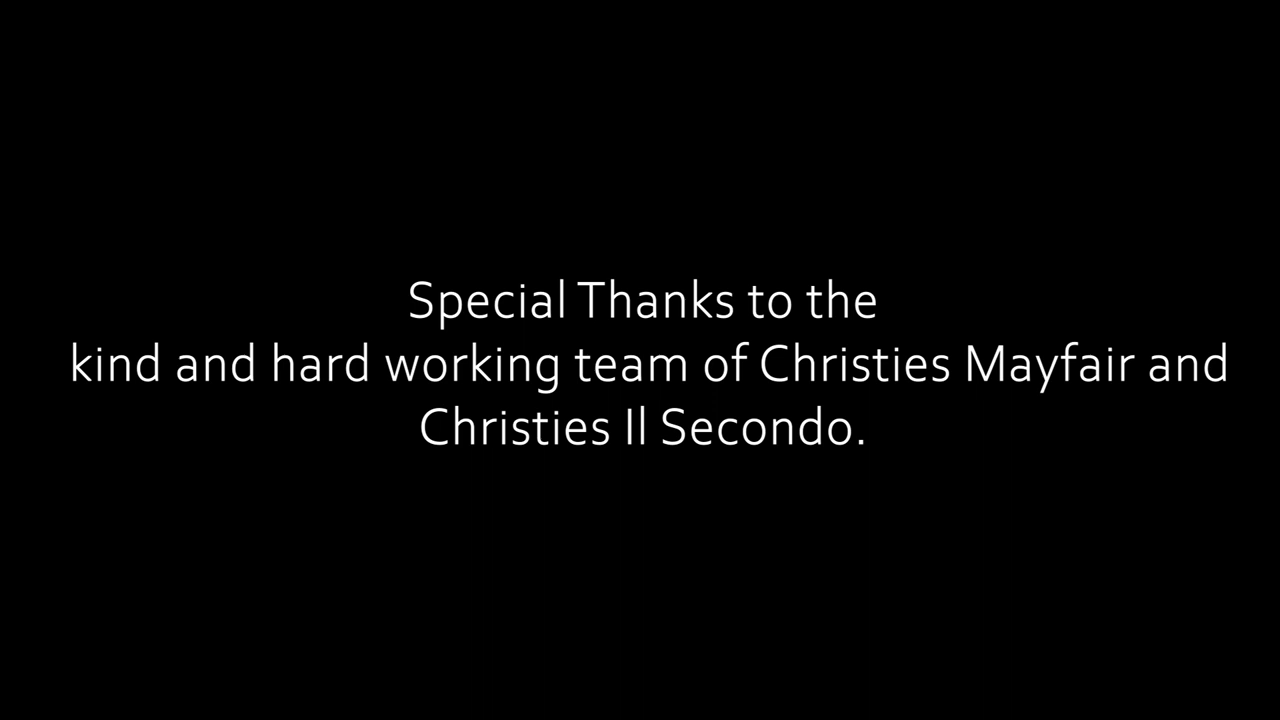 Special Thanks to the
kind and hard working team of Christies Mayfair and
Christies Il Secondo.